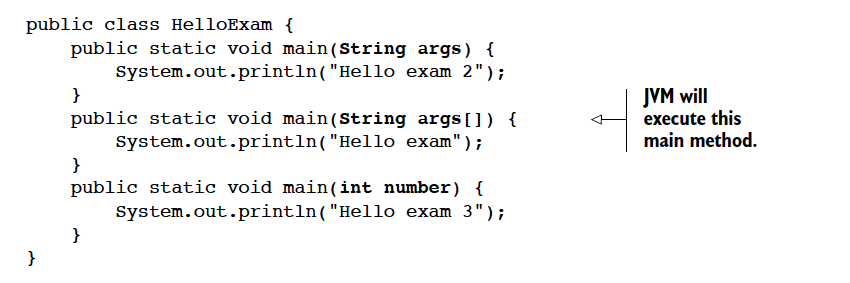 public class HelloExam {
    public static void main(String args) {
        System.out.println("Hello exam 2");
    }
    public static void main(String args[]) {
        System.out.println("Hello exam");
    }
    public static void main(int number) {
        System.out.println("Hello exam 3");
    }
}
JVM will
execute this
main method.